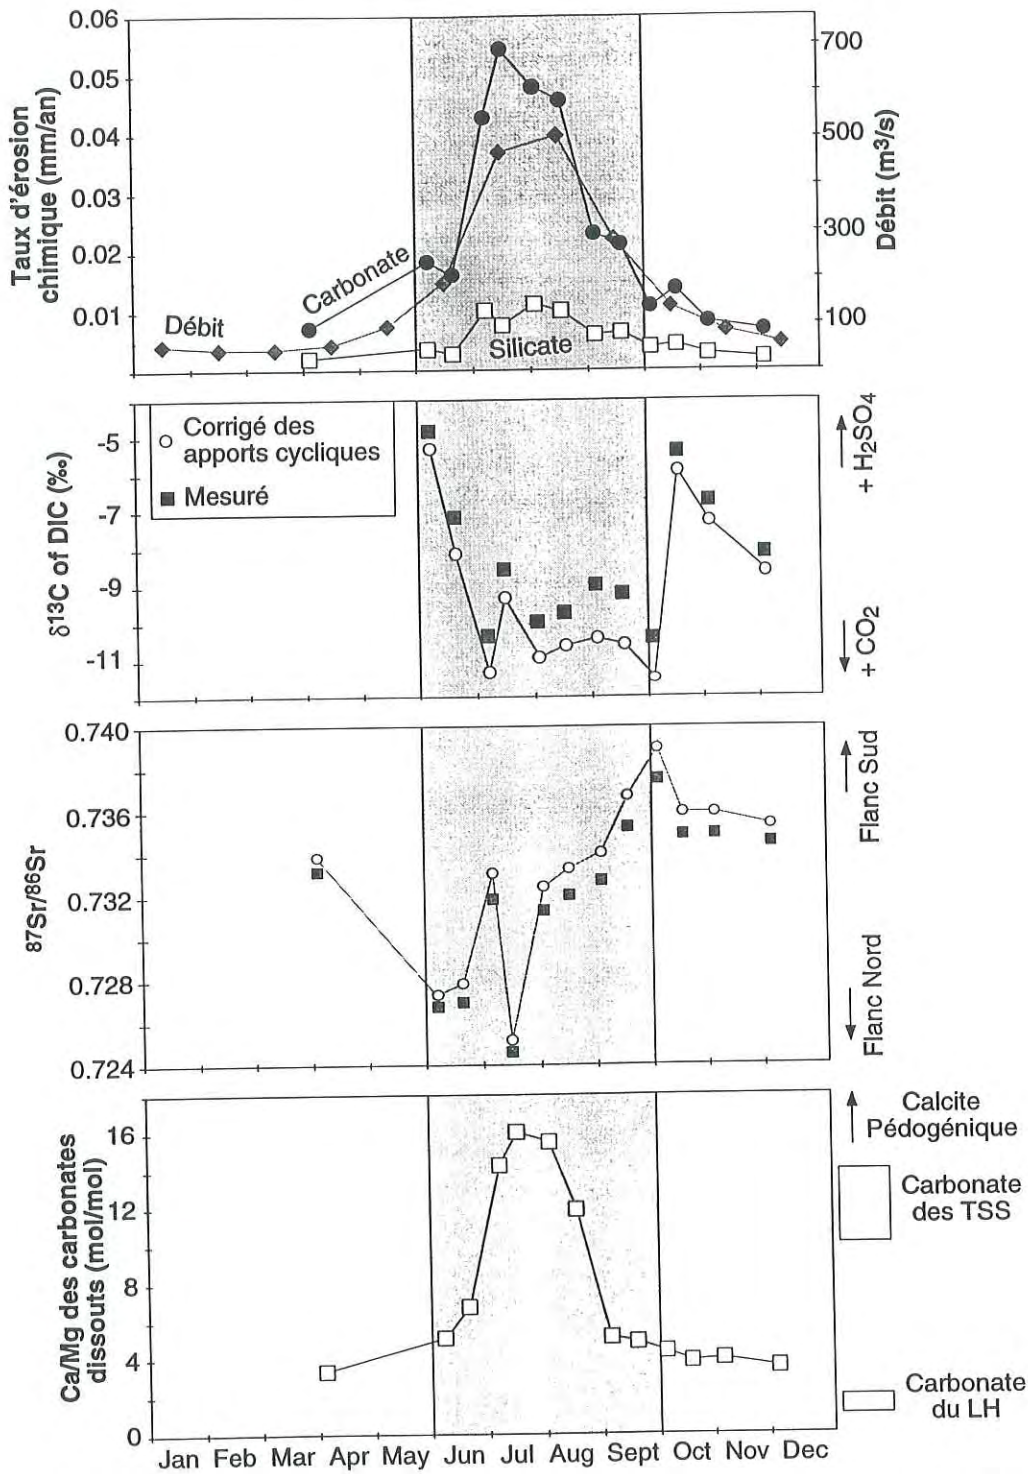 Taux d'érosion
chimique (mm/an)
0.06
0.05
0.04
0.03
0.02
0.01
Débit
Carbonate
Silicate
700
500
300
100
Débit (m³/s)
δ13C of DIC (‰)
-5
-7
-9
-11
Corrigé des
apports cycliques
Mesuré
+ H2SO4
+ CO2
87Sr/86Sr
0.740
0.736
0.732
0.728
0.724
Flanc Sud
Flanc Nord
Ca/Mg des carbonates
dissouts (mol/mol)
16
12
8
4
0
Calcite
Pédogénique
Carbonate
des TSS
Carbonate
du LH
Jan Feb Mar Apr May Jun Jul Aug Sept Oct Nov Dec